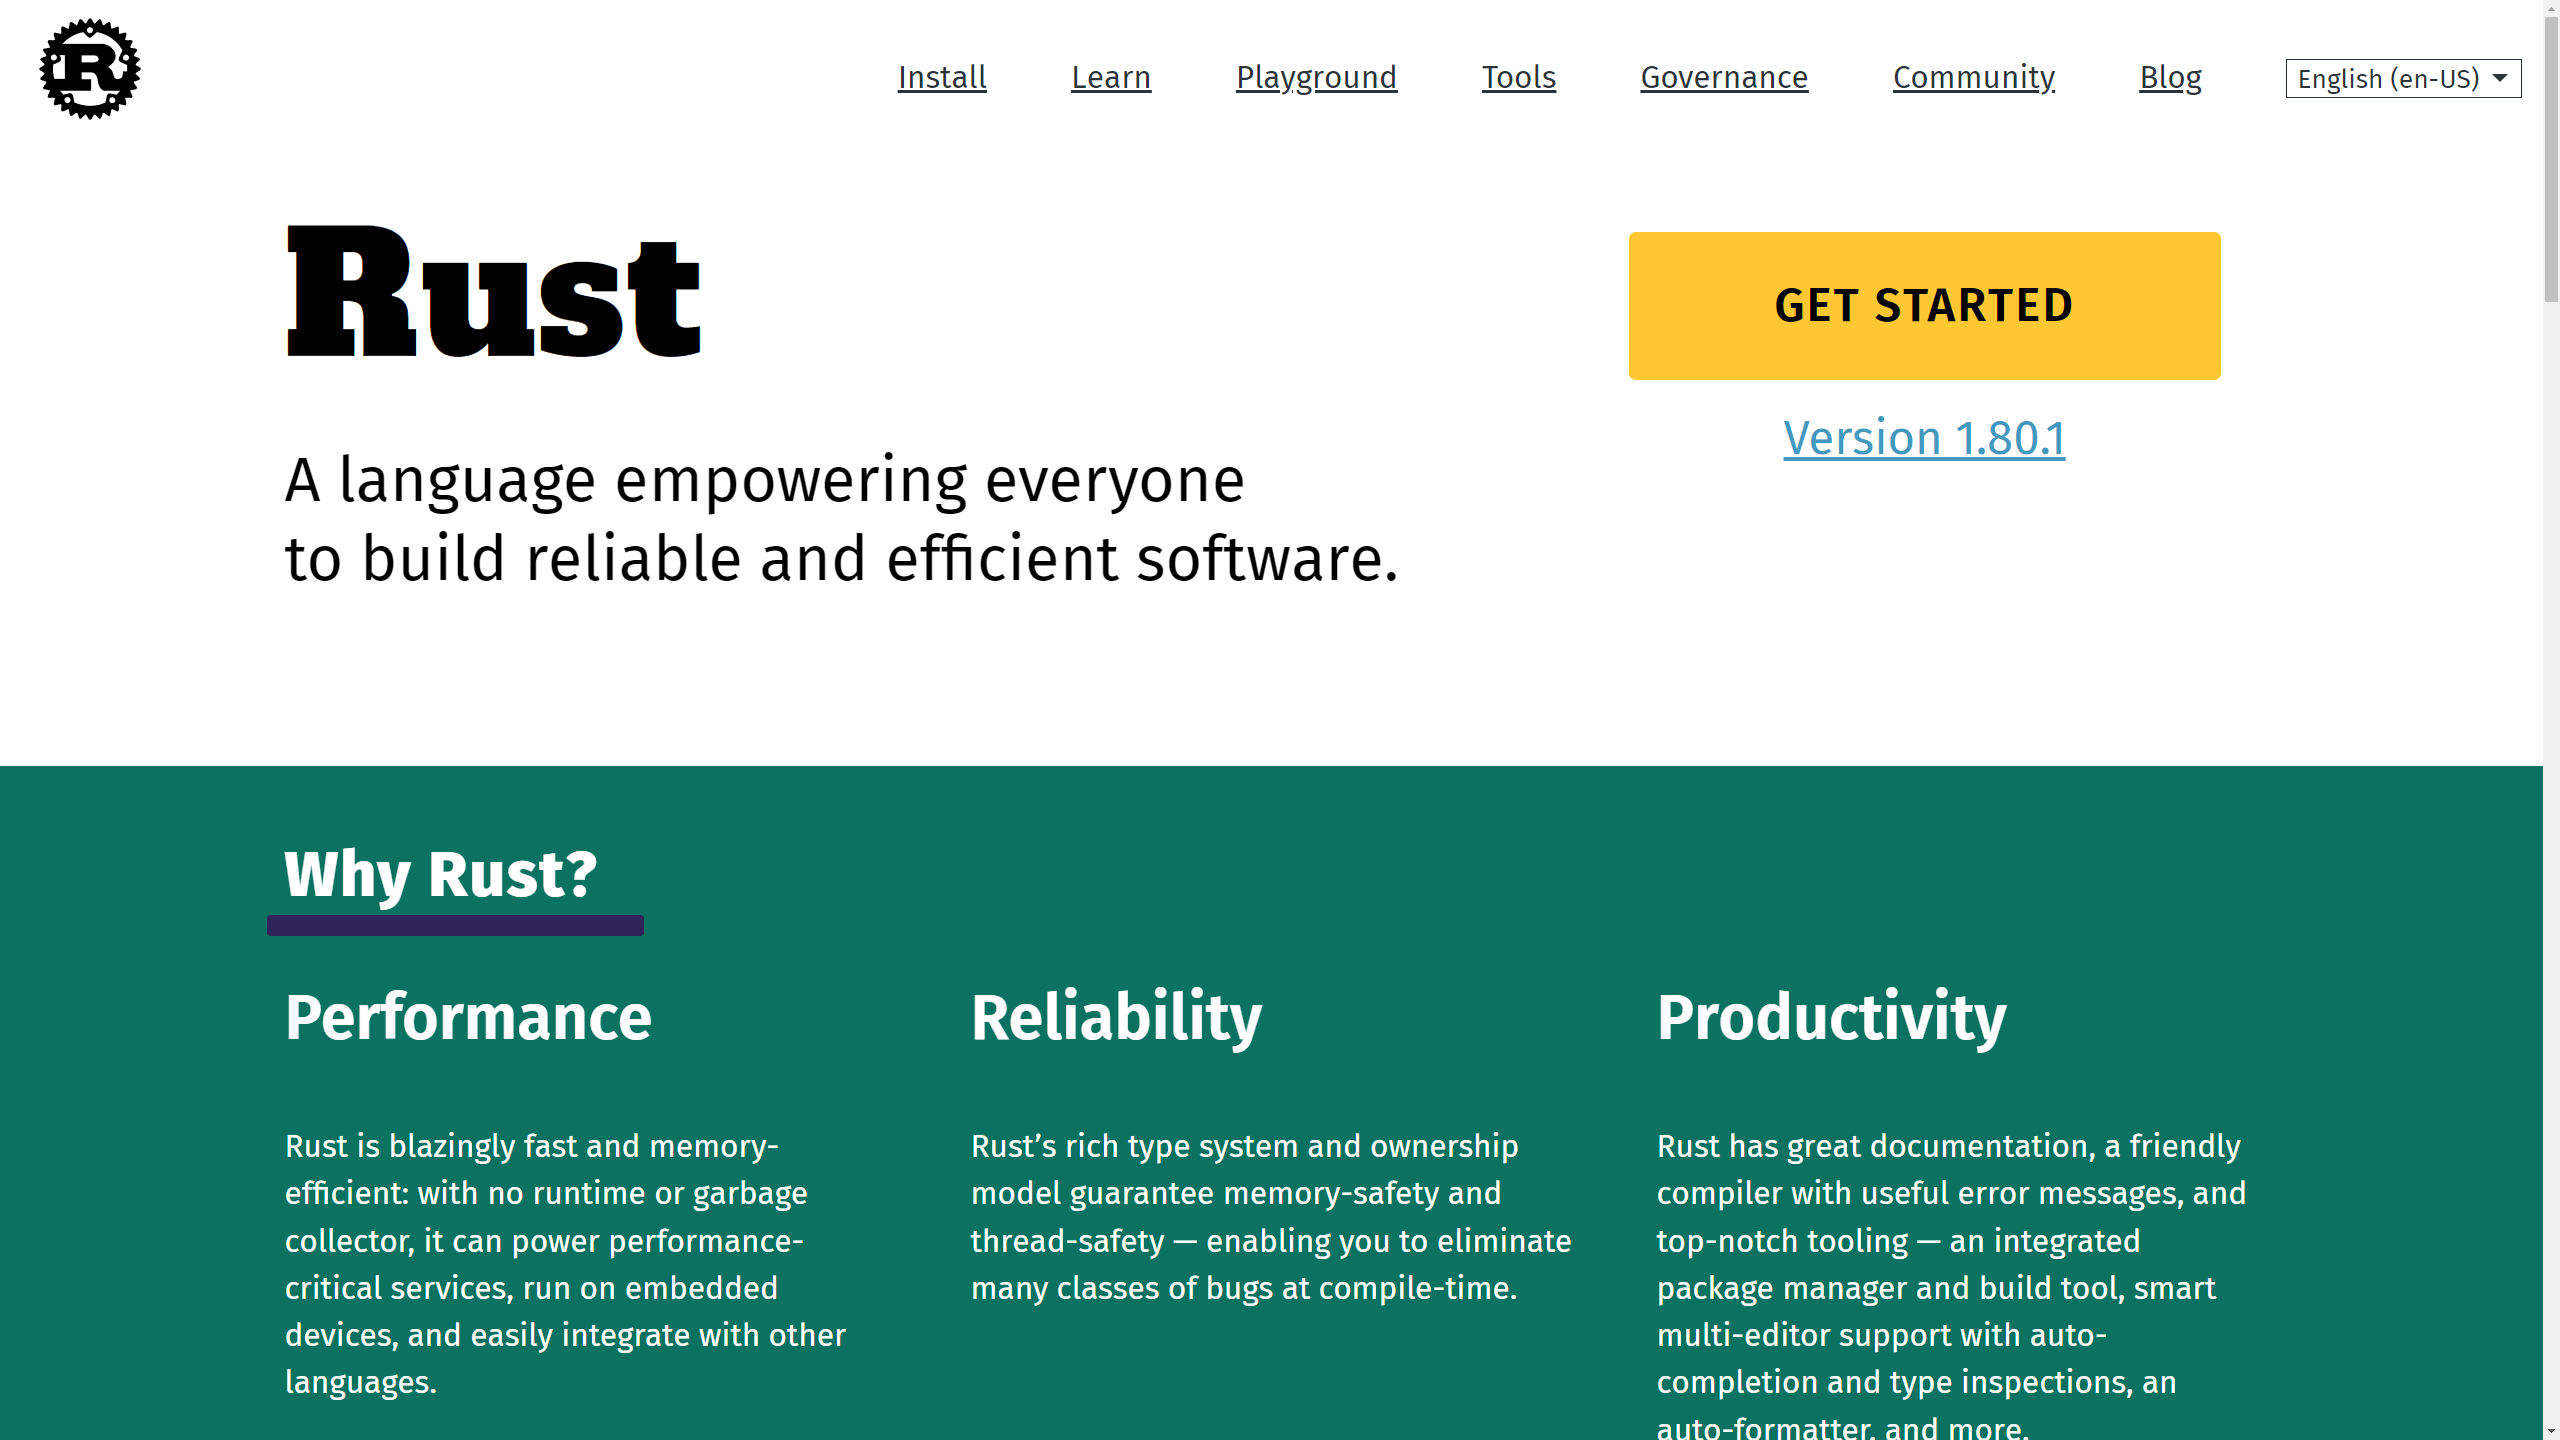 R
Install Learn Playground Tools Governance Community Blog English (en-US)
Rust
GET STARTED
Version 1.80.1
A language empowering everyone
to build reliable and efficient software.
Why Rust?
Performance
Rust is blazingly fast and memory-
efficient: with no runtime or garbage
collector, it can power performance-
critical services, run on embedded
devices, and easily integrate with other
languages.
Reliability
Rust’s rich type system and ownership
model guarantee memory-safety and
thread-safety — enabling you to eliminate
many classes of bugs at compile-time.
Productivity
Rust has great documentation, a friendly
compiler with useful error messages, and
top-notch tooling — an integrated
package manager and build tool, smart
multi-editor support with auto-
completion and type inspections, an
auto-formatter, and more.